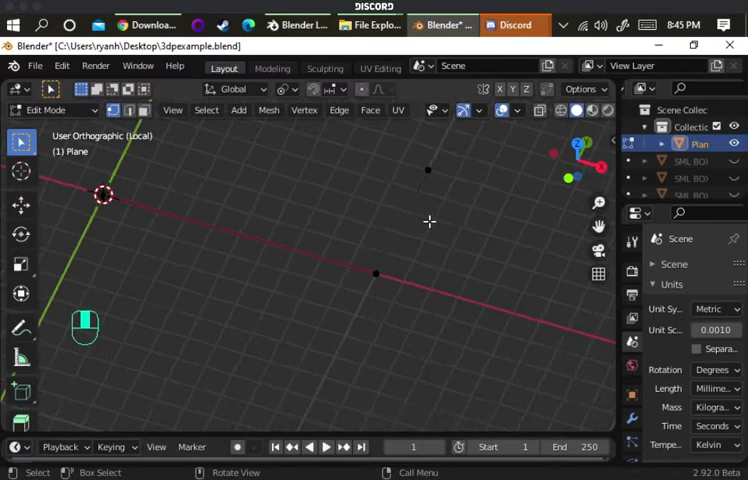 DISCORD
Downloa...
Blender L...
File Explo...
Blender* ...
Discord
8:45 PM
Blender* [C:\Users\ryanh\Desktop\3dpexample.blend]
File Edit Render Window Help
Layout Modeling Sculpting UV Editing
Scene
View Layer
Global
X Y Z
Options
Edit Mode
View Select Add Mesh Vertex Edge Face UV
Scene Collec
Collectic
Plan
SML BO
SML BO
User Orthographic (Local)
(1) Plane
Z
X
Scene
Scene
Units
Unit Sy... Metric
Unit Sc... 0.0010
Separa...
Rotation Degrees
Length Millime...
Mass Kilogra...
Time Seconds
Tempe... Kelvin
Playback Keying View Marker
1
Start 1
End 250
Select
Box Select
Rotate View
Call Menu
2.92.0 Beta